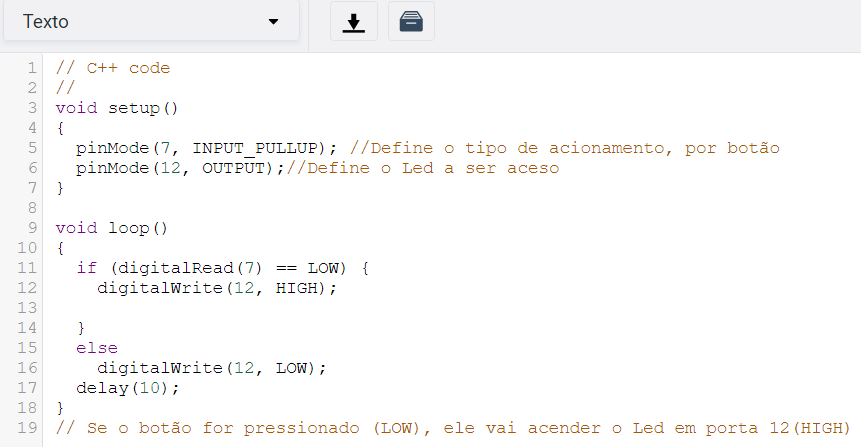 Texto
1 // C++ code
2 //
3 void setup()
4 {
5   pinMode(7, INPUT_PULLUP); //Define o tipo de acionamento, por botão
6   pinMode(12, OUTPUT);//Define o Led a ser aceso
7 }
8
9 void loop()
10 {
11   if (digitalRead(7) == LOW) {
12     digitalWrite(12, HIGH);
13
14   }
15   else
16     digitalWrite(12, LOW);
17   delay(10);
18 }
19 // Se o botão for pressionado (LOW), ele vai acender o Led em porta 12(HIGH)